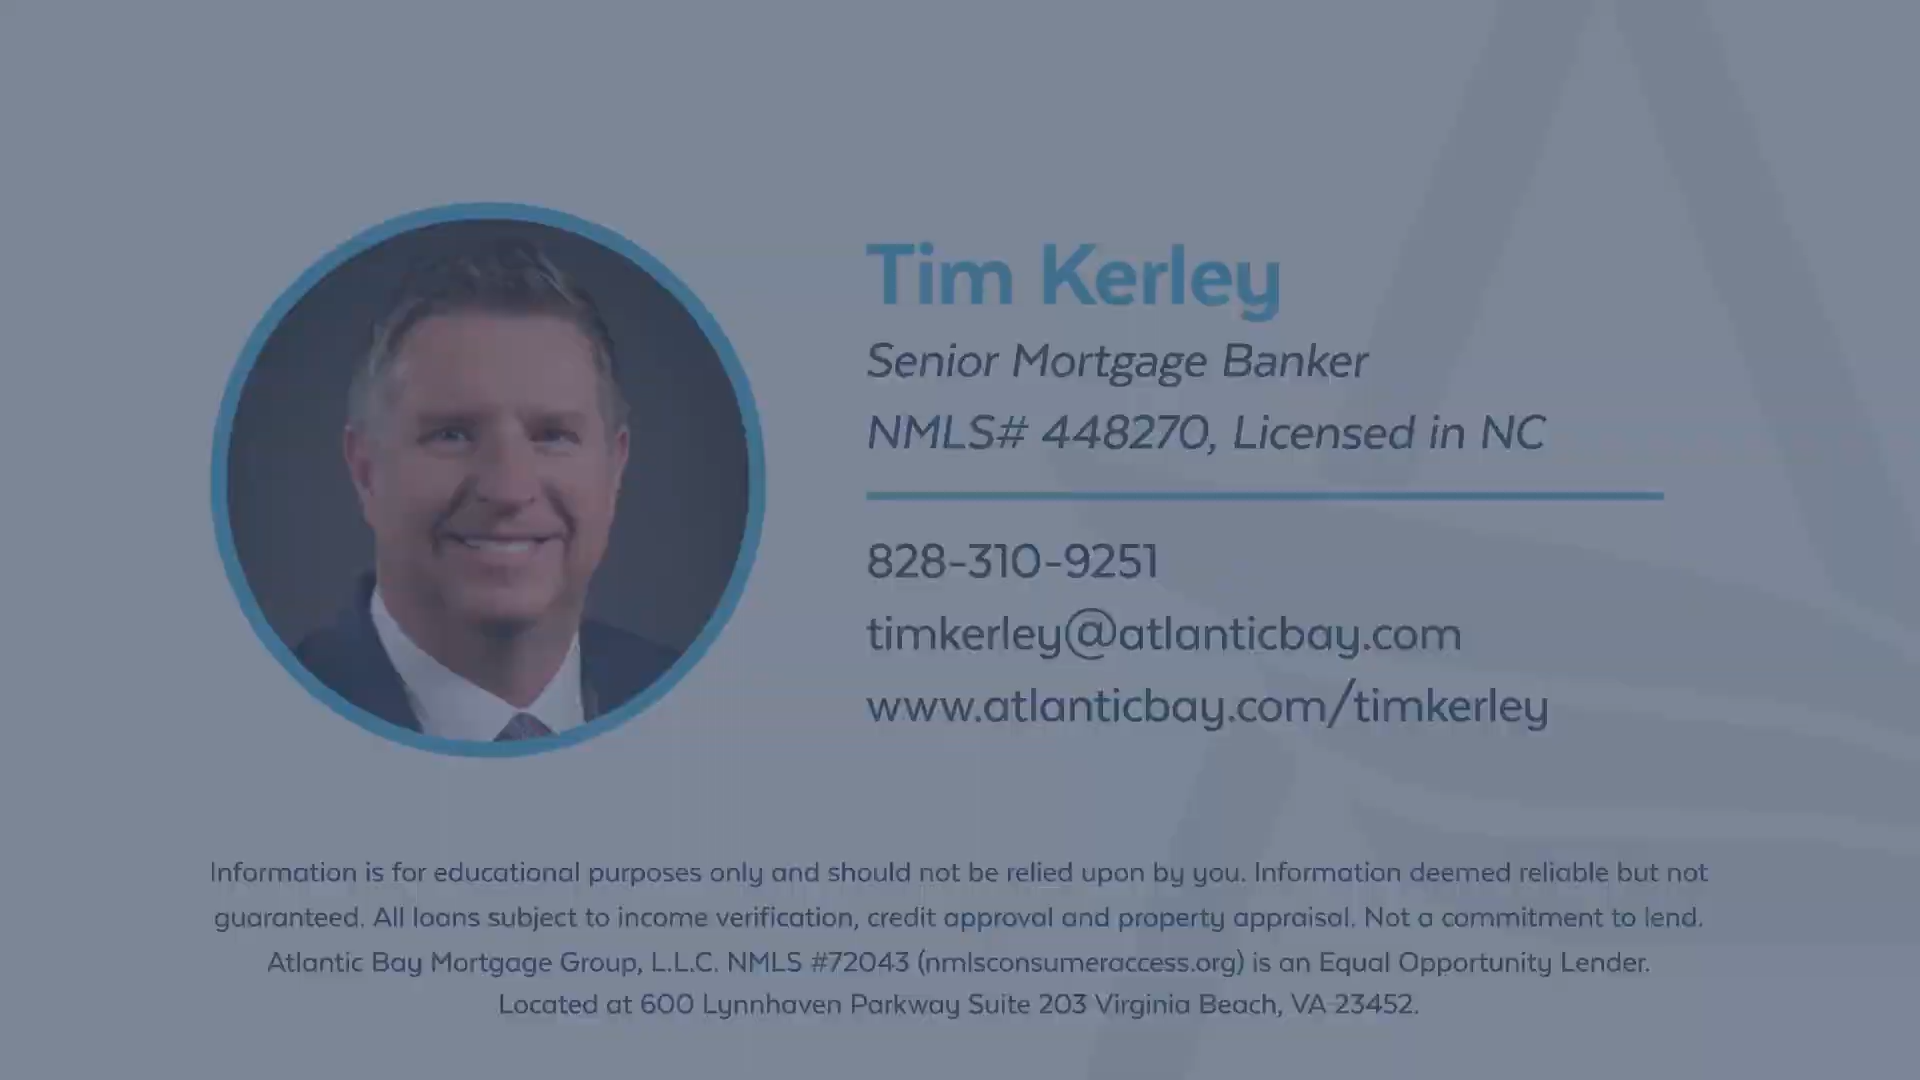 Tim Kerley
Senior Mortgage Banker
NMLS# 448270, Licensed in NC
828-310-9251
timkerley@atlanticbay.com
www.atlanticbay.com/timkerley
Information is for educational purposes only and should not be relied upon by you. Information deemed reliable but not
guaranteed. All loans subject to income verification, credit approval and property appraisal. Not a commitment to lend.
Atlantic Bay Mortgage Group, L.L.C. NMLS #72043 (nmlsconsumeraccess.org) is an Equal Opportunity Lender.
Located at 600 Lynnhaven Parkway Suite 203 Virginia Beach, VA 23452.